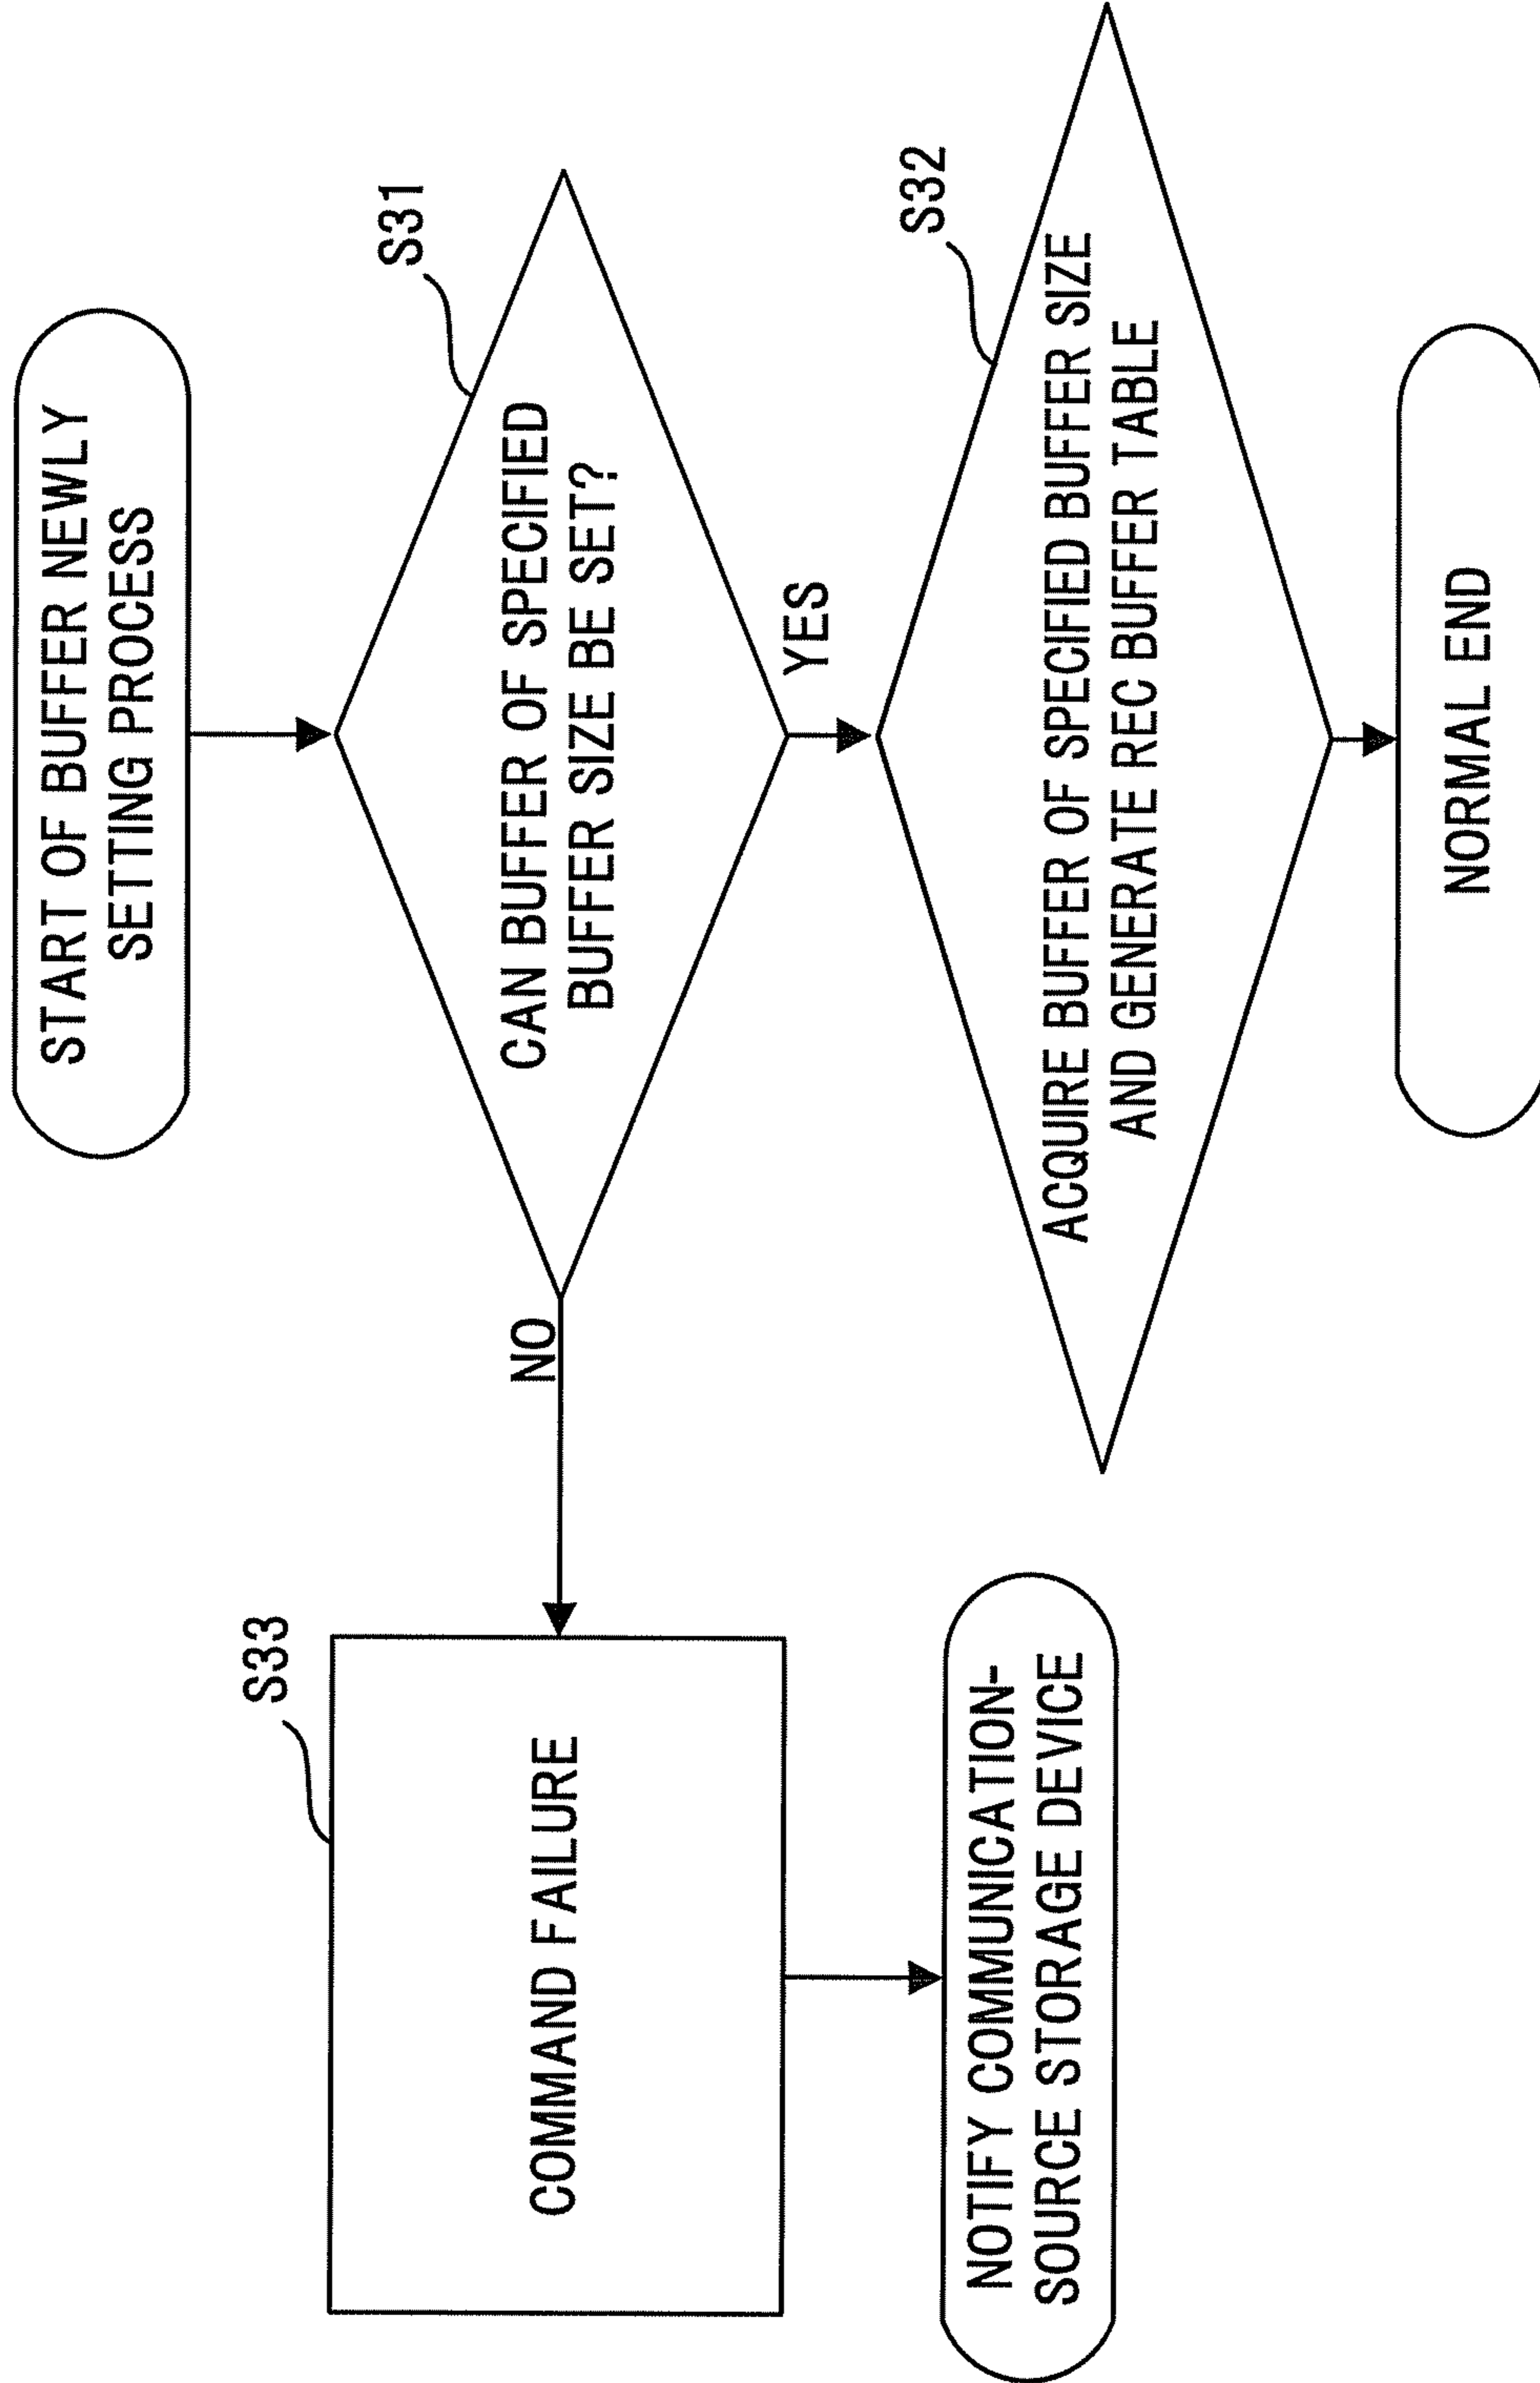 START OF BUFFER NEWLY
SETTING PROCESS
S31
CAN BUFFER OF SPECIFIED
BUFFER SIZE BE SET?
NO
YES
S33
COMMAND FAILURE
S32
ACQUIRE BUFFER OF SPECIFIED BUFFER SIZE
AND GENERATE REC BUFFER TABLE
NOTIFY COMMUNICATION-
SOURCE STORAGE DEVICE
NORMAL END